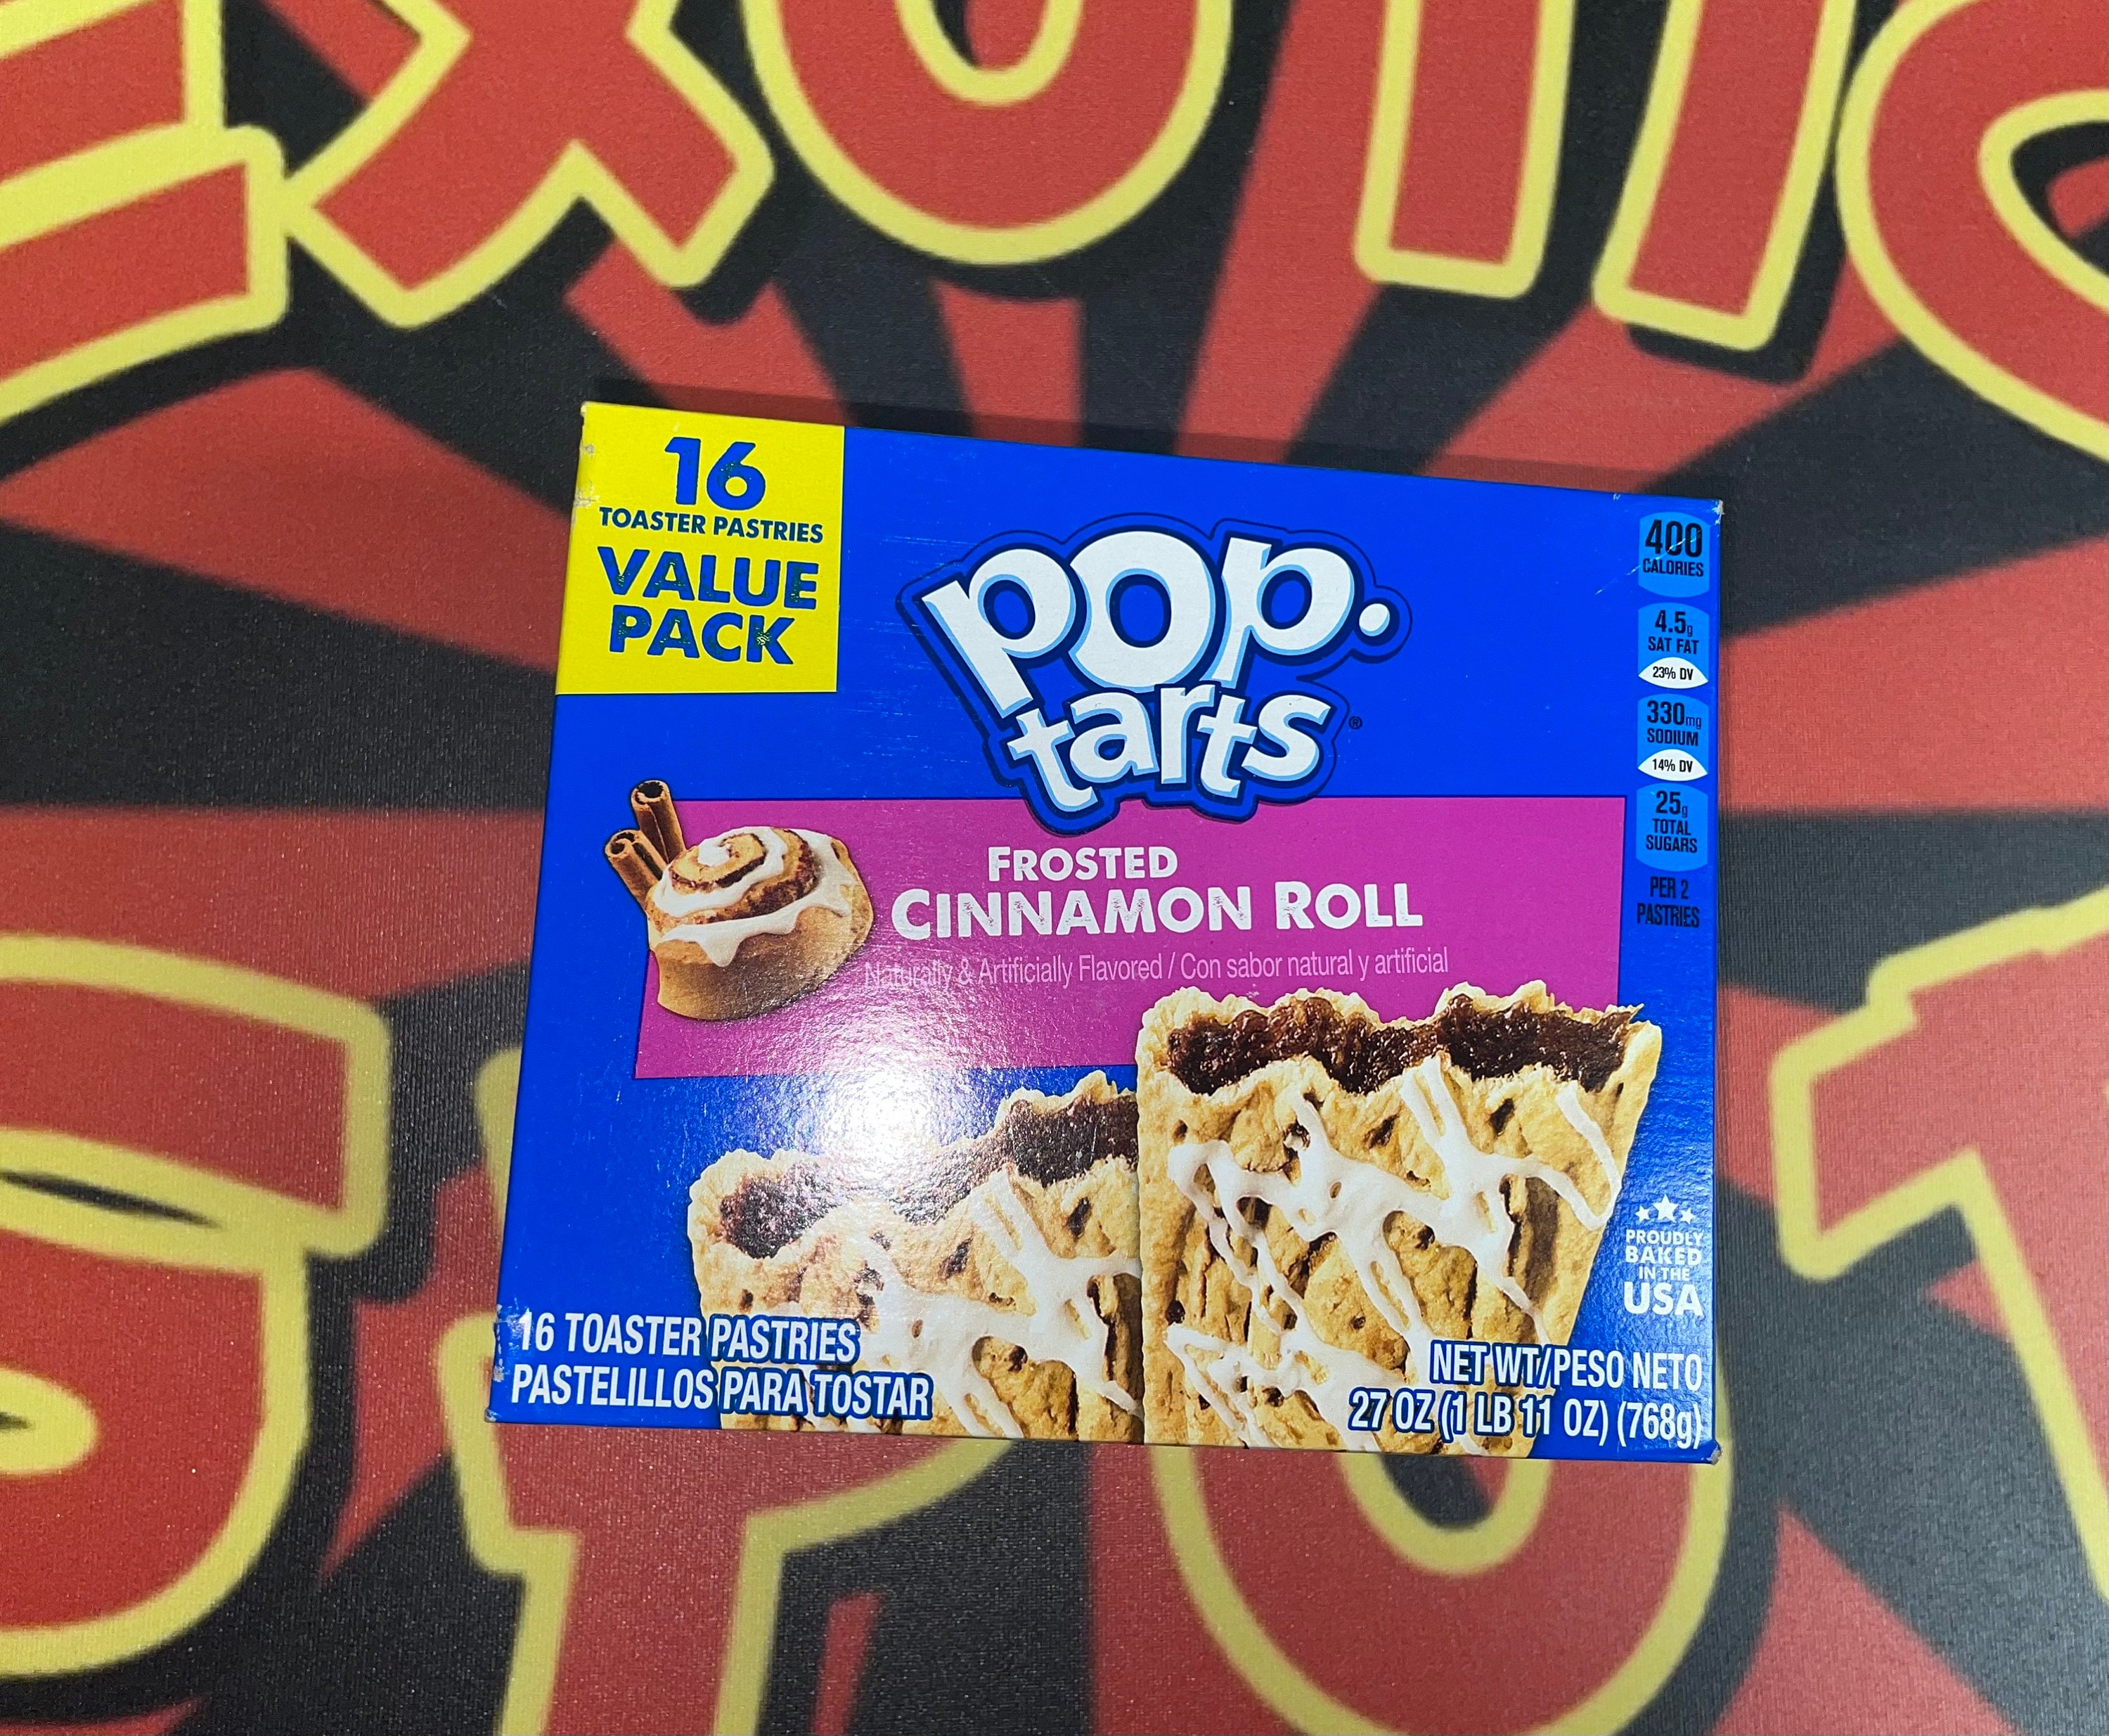 Exotic
16
TOASTER PASTRIES
VALUE
PACK
pop.
tarts®
400
CALORIES
4.5g
SAT FAT
23% DV
330mg
SODIUM
14% DV
25g
TOTAL
SUGARS
PER 2
PASTRIES
FROSTED
CINNAMON ROLL
Naturally & Artificially Flavored / Con sabor natural y artificial
PROUDLY
BAKED
IN THE
USA
16 TOASTER PASTRIES
PASTELILLOS PARA TOSTAR
NET WT/PESO NETO
27 OZ (1 LB 11 OZ) (768g)